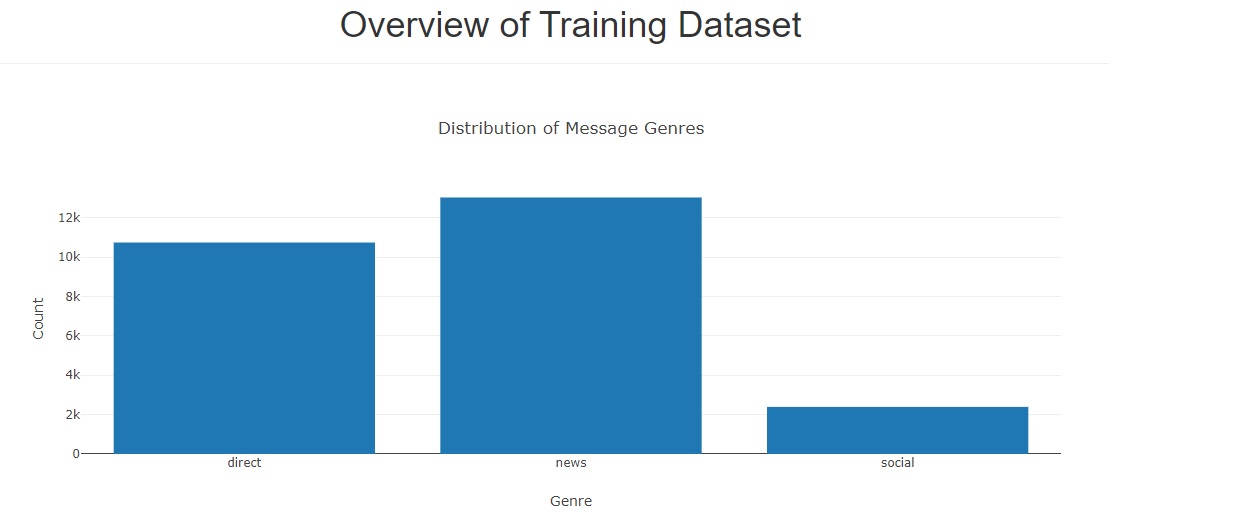 Overview of Training Dataset
Distribution of Message Genres
12k
10k
8k
6k
4k
2k
0
Count
direct news social
Genre